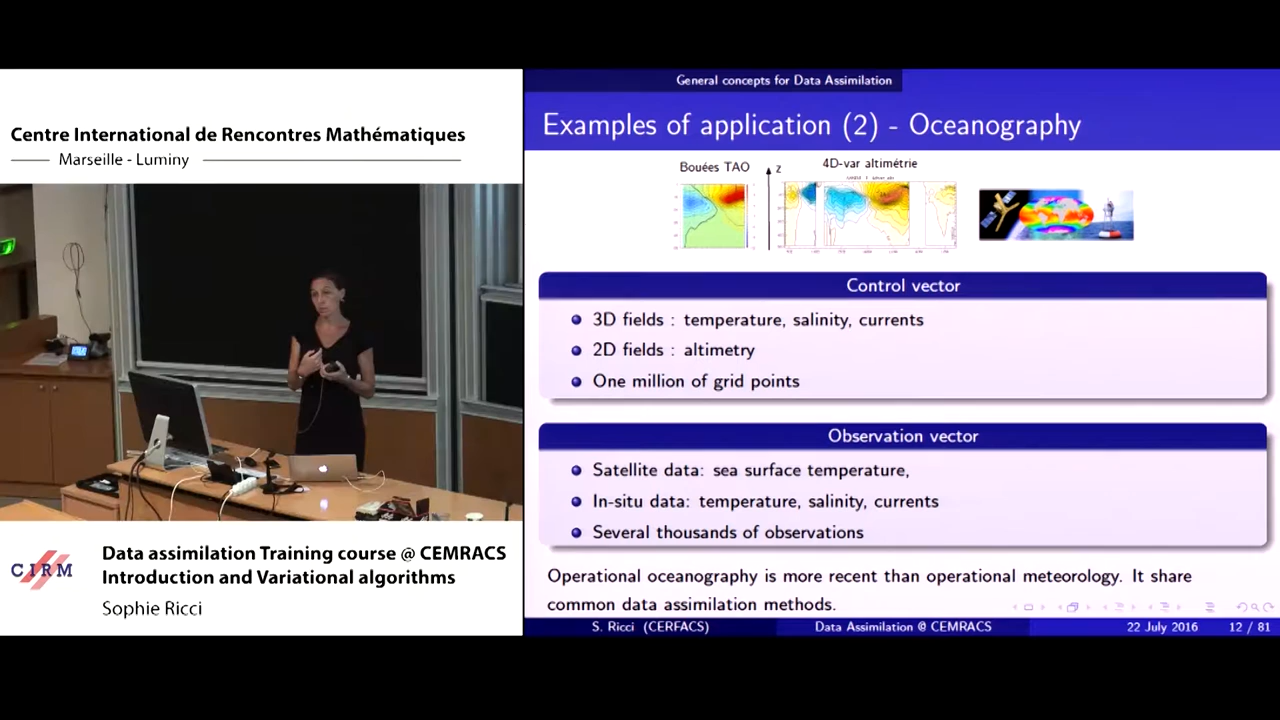 Centre International de Rencontres Mathématiques
Marseille - Luminy
CIRM
Data assimilation Training course @ CEMRACS
Introduction and Variational algorithms
Sophie Ricci
General concepts for Data Assimilation
Examples of application (2) - Oceanography
Bouées TAO
Z
4D-var altimétrie
Control vector
3D fields : temperature, salinity, currents
2D fields : altimetry
One million of grid points
Observation vector
Satellite data: sea surface temperature,
In-situ data: temperature, salinity, currents
Several thousands of observations
Operational oceanography is more recent than operational meteorology. It share
common data assimilation methods.
S. Ricci (CERFACS)
Data Assimilation @ CEMRACS
22 July 2016
12 / 81